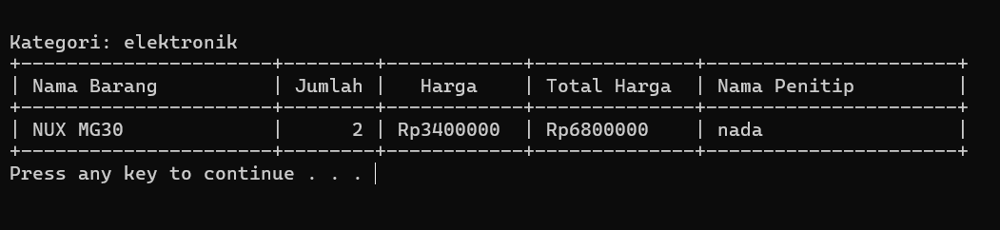 Kategori: elektronik
+----------------------+--------+------------+--------------+----------------------+
| Nama Barang          | Jumlah |   Harga    | Total Harga  | Nama Penitip         |
+----------------------+--------+------------+--------------+----------------------+
| NUX MG30             |      2 | Rp3400000  | Rp6800000    | nada                 |
+----------------------+--------+------------+--------------+----------------------+
Press any key to continue . . .